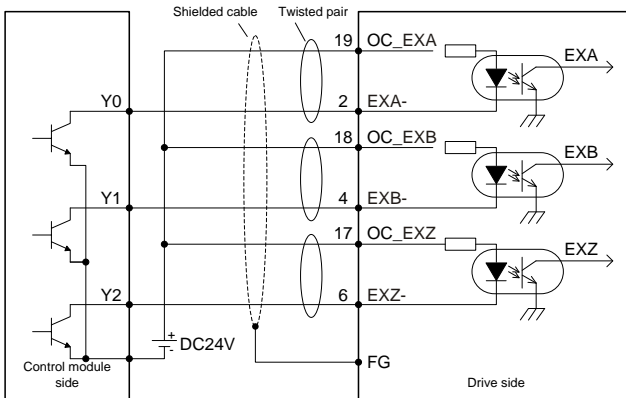 Shielded cable
Twisted pair
19 OC_EXA
EXA
Y0
2 EXA-
18 OC_EXB
EXB
Y1
4 EXB-
17 OC_EXZ
EXZ
Y2
6 EXZ-
+
DC24V
-
FG
Control module
side
Drive side